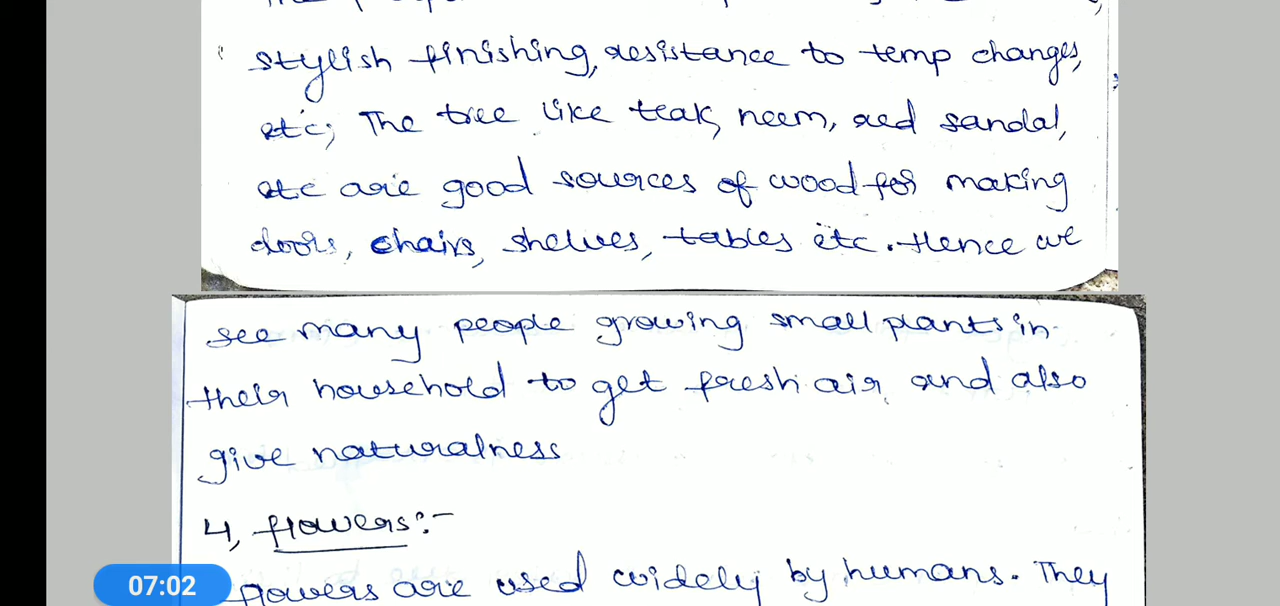 stylish finishing, resistance to temp changes,
etc; The tree like teak, neem, red sandal,
etc are good sources of wood for making
doors, chairs, shelves, tables etc. Hence we
see many people growing small plants in
their household to get fresh air and also
give naturalness
4, flowers:-
07:02
flowers are used widely by humans. They